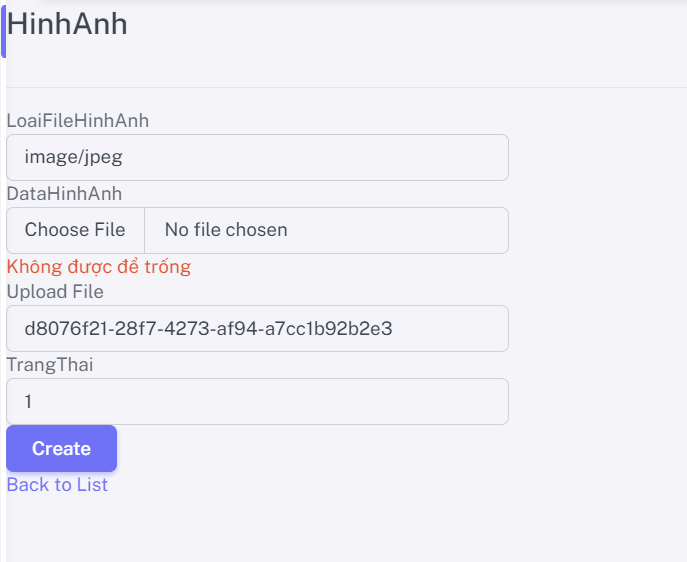 HinhAnh
LoaiFileHinhAnh
image/jpeg
DataHinhAnh
Choose File No file chosen
Không được để trống
Upload File
d8076f21-28f7-4273-af94-a7cc1b92b2e3
TrangThai
1
Create
Back to List